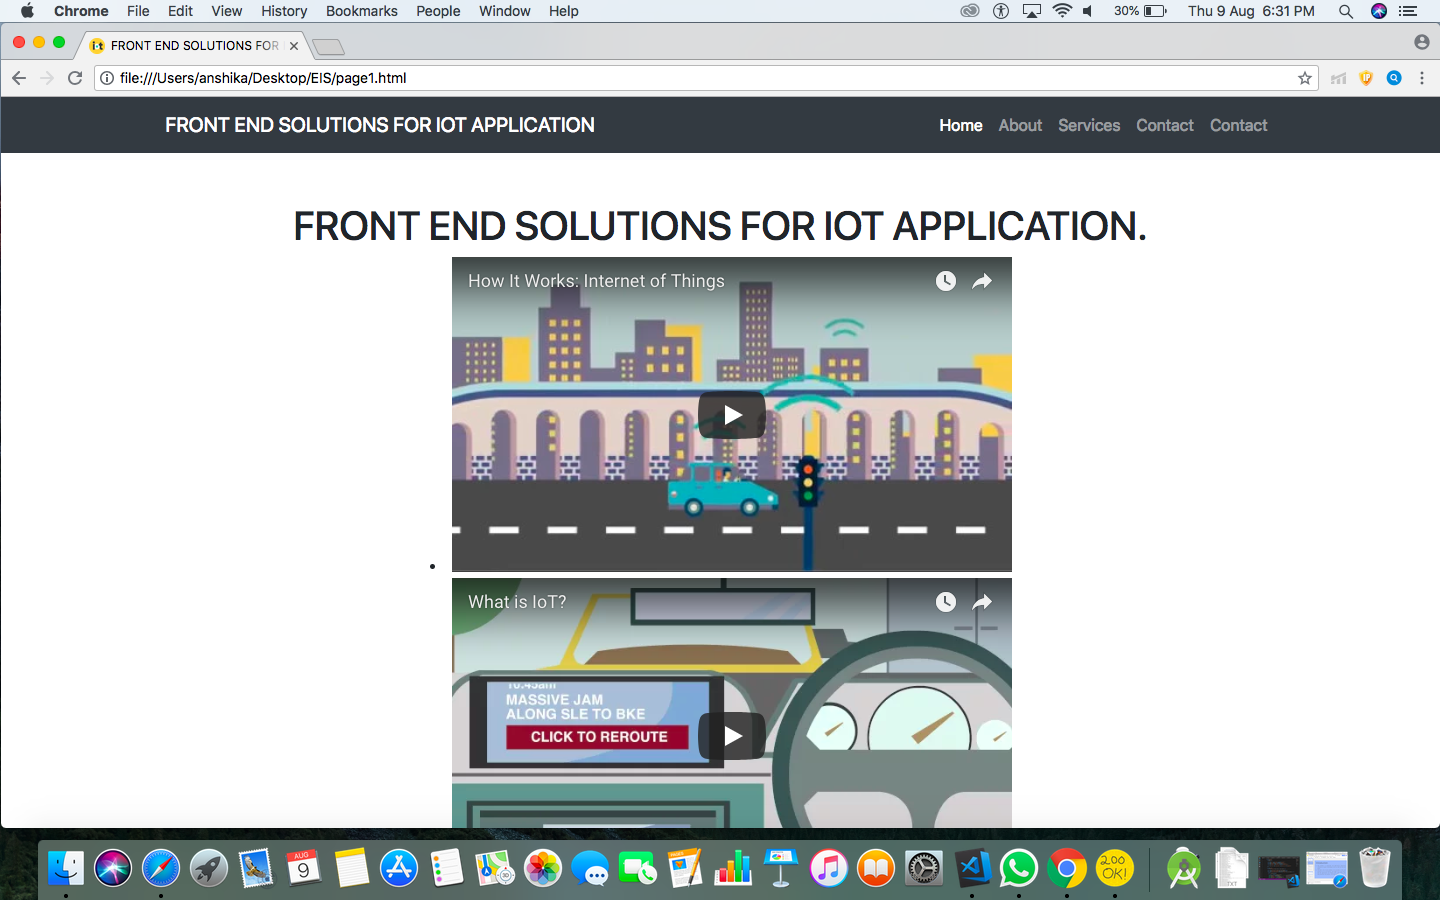 Chrome File Edit View History Bookmarks People Window Help 30% Thu 9 Aug 6:31 PM
i•t FRONT END SOLUTIONS FOR
file:///Users/anshika/Desktop/EIS/page1.html
FRONT END SOLUTIONS FOR IOT APPLICATION Home About Services Contact Contact
FRONT END SOLUTIONS FOR IOT APPLICATION.
How It Works: Internet of Things
What is IoT?
10:45am
MASSIVE JAM
ALONG SLE TO BKE
CLICK TO REROUTE
AUG
9
200
OK!